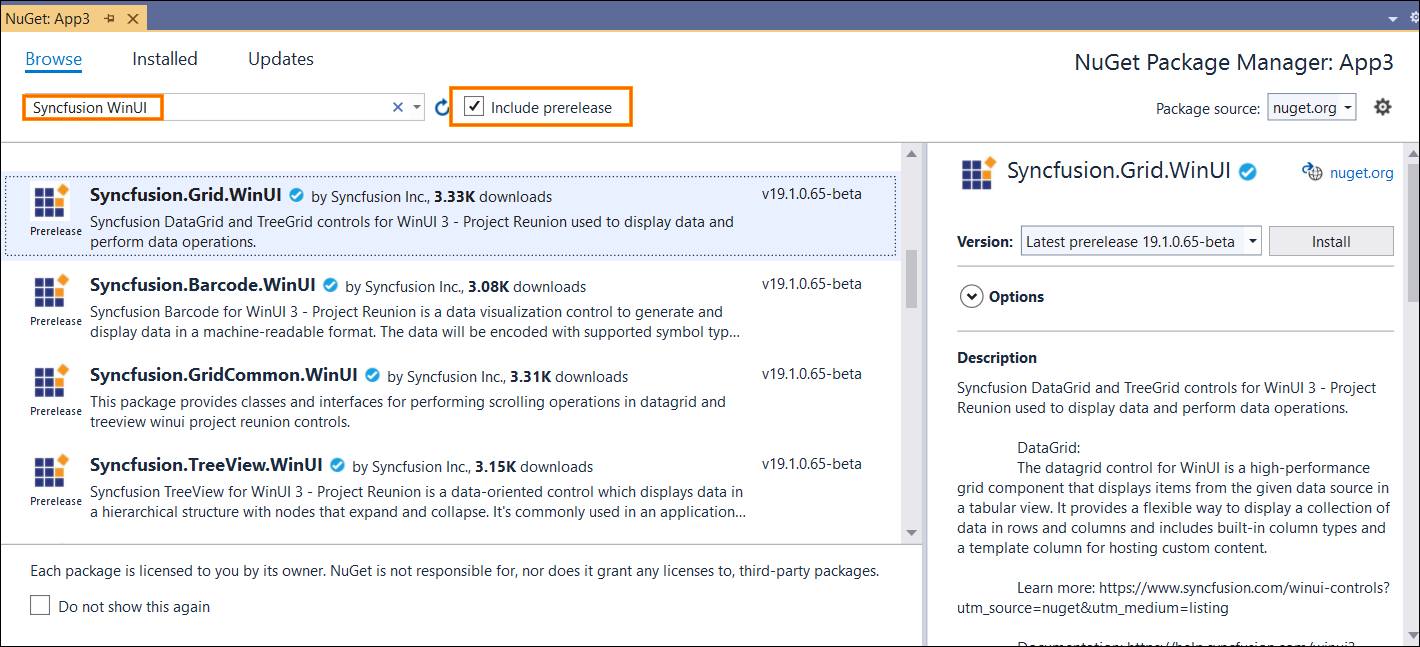 NuGet: App3
Browse Installed Updates
NuGet Package Manager: App3
Syncfusion WinUI
Include prerelease
Package source: nuget.org
Syncfusion.Grid.WinUI by Syncfusion Inc., 3.33K downloads v19.1.0.65-beta
Syncfusion DataGrid and TreeGrid controls for WinUI 3 - Project Reunion used to display data and
Prerelease
perform data operations.
Syncfusion.Barcode.WinUI by Syncfusion Inc., 3.08K downloads v19.1.0.65-beta
Syncfusion Barcode for WinUI 3 - Project Reunion is a data visualization control to generate and
Prerelease
display data in a machine-readable format. The data will be encoded with supported symbol typ...
Syncfusion.GridCommon.WinUI by Syncfusion Inc., 3.31K downloads v19.1.0.65-beta
This package provides classes and interfaces for performing scrolling operations in datagrid and
Prerelease
treeview winui project reunion controls.
Syncfusion.TreeView.WinUI by Syncfusion Inc., 3.15K downloads v19.1.0.65-beta
Syncfusion TreeView for WinUI 3 - Project Reunion is a data-oriented control which displays data in
Prerelease
a hierarchical structure with nodes that expand and collapse. It's commonly used in an application...
Each package is licensed to you by its owner. NuGet is not responsible for, nor does it grant any licenses to, third-party packages.
Do not show this again
Syncfusion.Grid.WinUI
nuget.org
Version: Latest prerelease 19.1.0.65-beta
Install
Options
Description
Syncfusion DataGrid and TreeGrid controls for WinUI 3 - Project
Reunion used to display data and perform data operations.
DataGrid:
The datagrid control for WinUI is a high-performance
grid component that displays items from the given data source in
a tabular view. It provides a flexible way to display a collection of
data in rows and columns and includes built-in column types and
a template column for hosting custom content.
Learn more: https://www.syncfusion.com/winui-controls?
utm_source=nuget&utm_medium=listing
Documentation: https://help.syncfusion.com/winui?